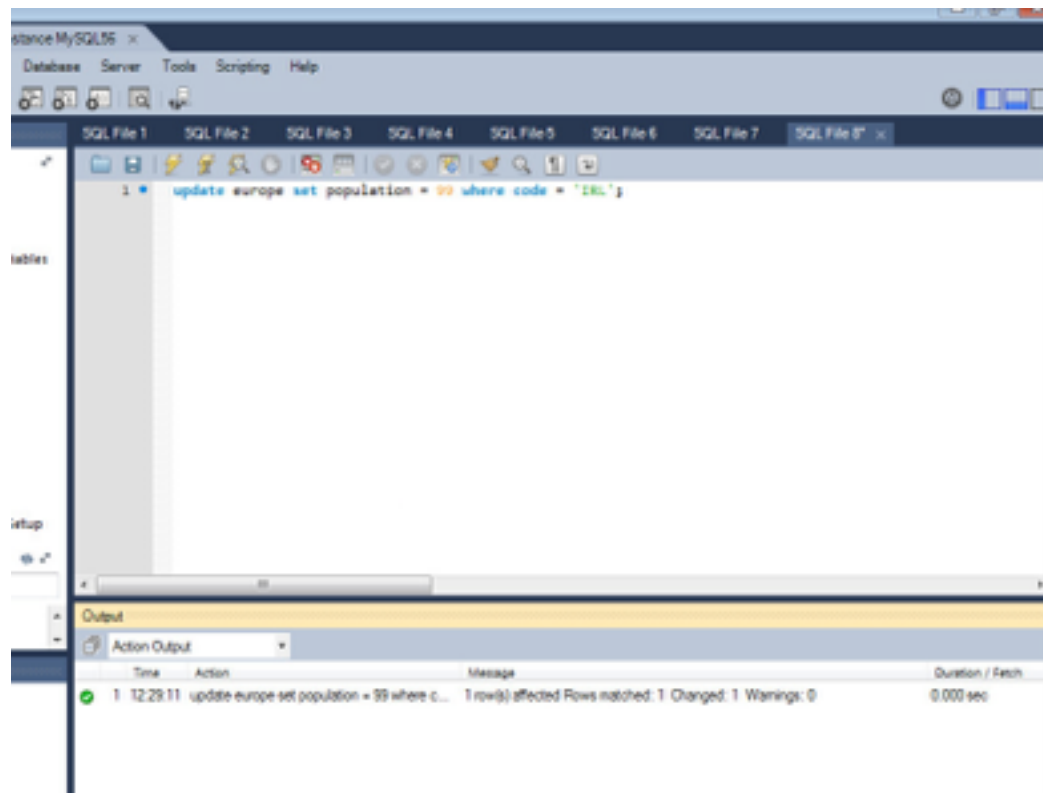 stance MySQL56 ×
Database Server Tools Scripting Help
SQL File 1 SQL File 2 SQL File 3 SQL File 4 SQL File 5 SQL File 6 SQL File 7 SQL File 8* ×
1 update europe set population = 99 where code = 'IRL';
tables
Setup
Output
Action Output
Time Action Message Duration / Fetch
1 12:29:11 update europe set population = 99 where c... 1 row(s) affected Rows matched: 1 Changed: 1 Warnings: 0 0.000 sec